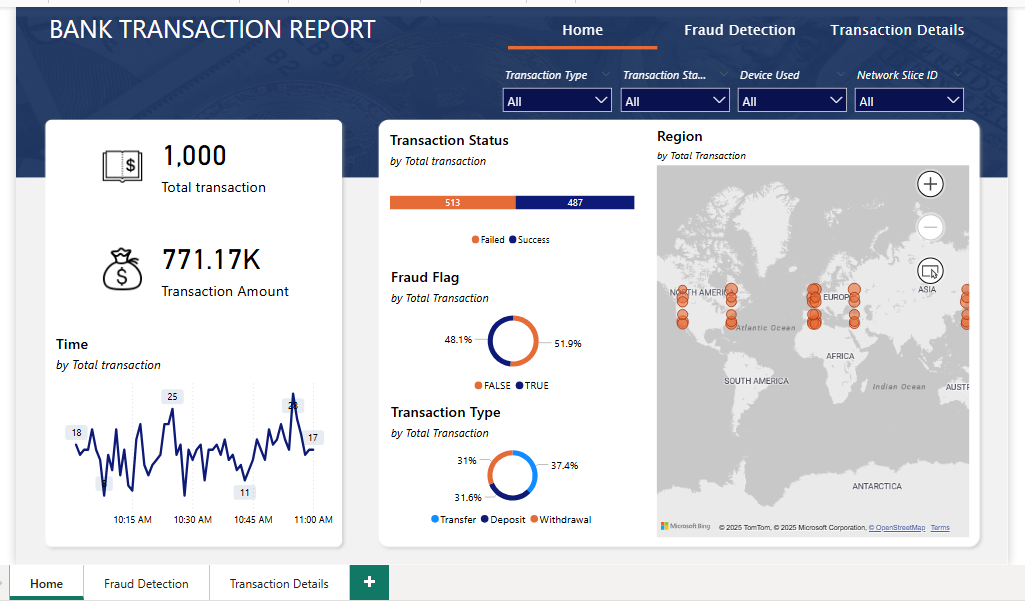 BANK TRANSACTION REPORT
Home
Fraud Detection
Transaction Details
Transaction Type
Transaction Sta...
Device Used
Network Slice ID
All
All
All
All
$
1,000
Total transaction
$
771.17K
Transaction Amount
Time
by Total transaction
18
25
17
11
10:15 AM
10:30 AM
10:45 AM
11:00 AM
Transaction Status
by Total transaction
513
487
Failed
Success
Fraud Flag
by Total Transaction
48.1%
51.9%
FALSE
TRUE
Transaction Type
by Total Transaction
31%
37.4%
31.6%
Transfer
Deposit
Withdrawal
Region
by Total Transaction
NORTH AMERICA
EUROPE
ASIA
Atlantic Ocean
AFRICA
SOUTH AMERICA
Indian Ocean
AUSTR
ANTARCTICA
Microsoft Bing
© 2025 TomTom, © 2025 Microsoft Corporation, © OpenStreetMap Terms
Home
Fraud Detection
Transaction Details
+